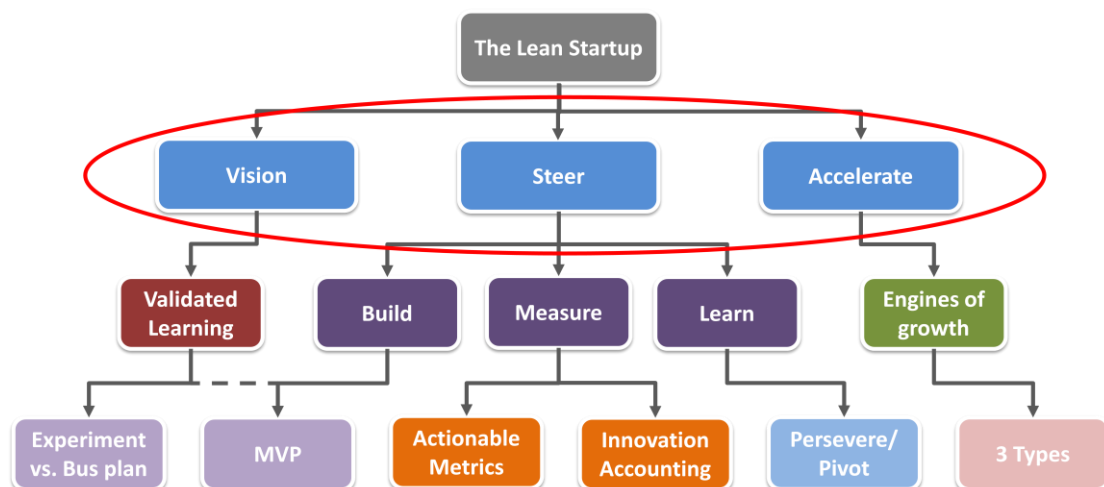 The Lean Startup
Vision
Steer
Accelerate
Validated
Learning
Build
Measure
Learn
Engines of
growth
Experiment
vs. Bus plan
MVP
Actionable
Metrics
Innovation
Accounting
Persevere/
Pivot
3 Types